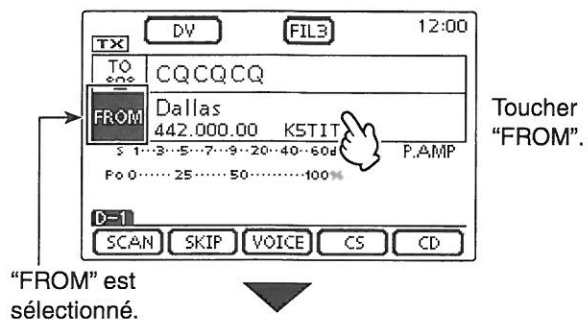 DV FIL3 12:00
TX
TO CQCQCQ
FROM Dallas
442.000.00 K5TIT
S 1··3··5··7··9··20··40··60d P.AMP
Po 0······25······50·········100%
D-1
SCAN SKIP VOICE CS CD
Toucher
"FROM".
"FROM" est
sélectionné.